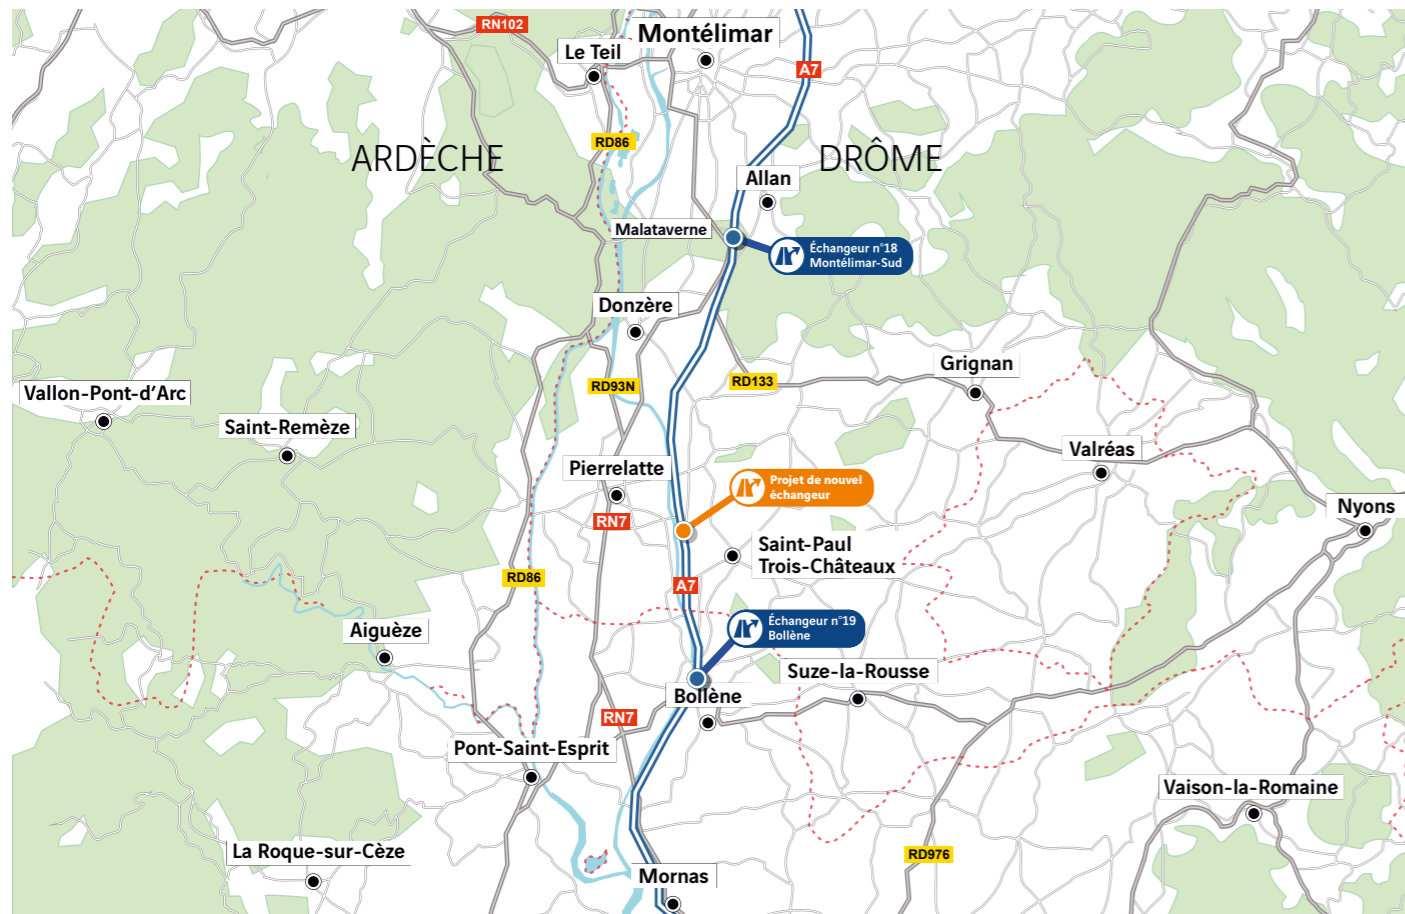 RN102
Montélimar
Le Teil
A7
RD86
ARDÈCHE
DRÔME
Allan
Malataverne
Échangeur n°18
Montélimar-Sud
Donzère
Grignan
RD93N
RD133
Vallon-Pont-d'Arc
Saint-Remèze
Valréas
Pierrelatte
Projet de nouvel
échangeur
Nyons
RN7
Saint-Paul
Trois-Châteaux
RD86
A7
Échangeur n°19
Bollène
Aiguèze
Suze-la-Rousse
Bollène
RN7
Pont-Saint-Esprit
Vaison-la-Romaine
La Roque-sur-Cèze
RD976
Mornas